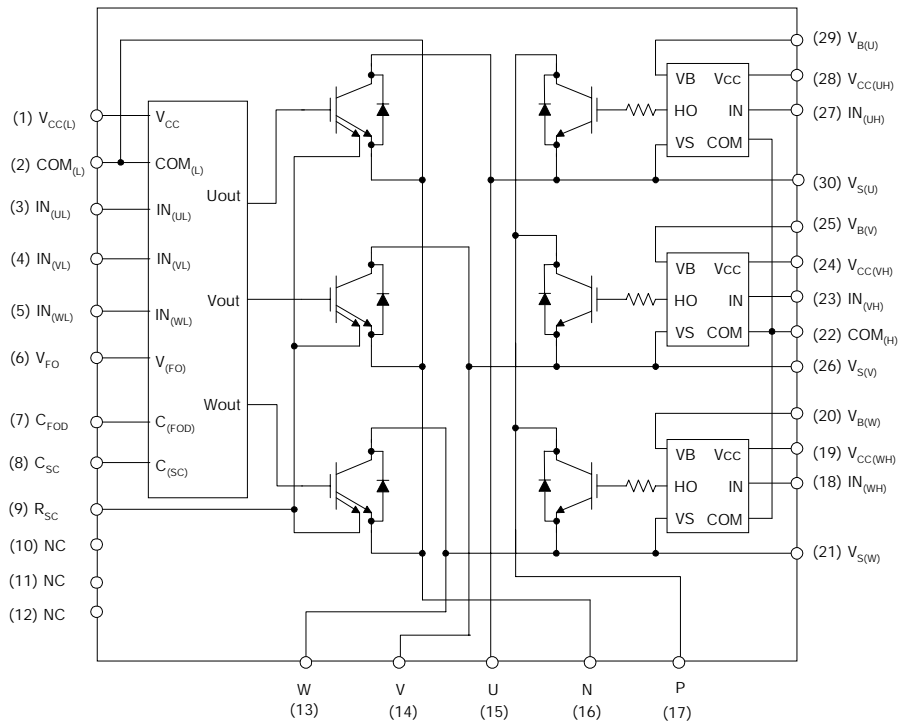 (1) VCC(L)
(2) COM(L)
(3) IN(UL)
(4) IN(VL)
(5) IN(WL)
(6) VFO
(7) CFOD
(8) CSC
(9) RSC
(10) NC
(11) NC
(12) NC
VCC
COM(L)
IN(UL)
IN(VL)
IN(WL)
V(FO)
C(FOD)
C(SC)
Uout
Vout
Wout
VB Vcc
HO IN
VS COM
VB Vcc
HO IN
VS COM
VB Vcc
HO IN
VS COM
(29) VB(U)
(28) VCC(UH)
(27) IN(UH)
(30) VS(U)
(25) VB(V)
(24) VCC(VH)
(23) IN(VH)
(22) COM(H)
(26) VS(V)
(20) VB(W)
(19) VCC(WH)
(18) IN(WH)
(21) VS(W)
W V U N P
(13) (14) (15) (16) (17)